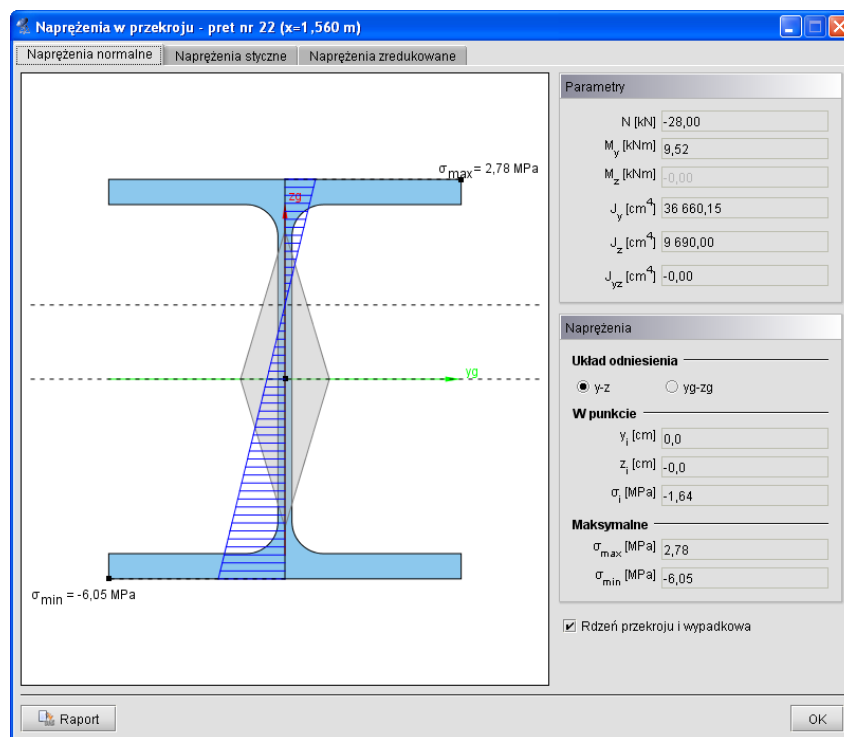 Naprężenia w przekroju - pret nr 22 (x=1,560 m)
Naprężenia normalne
Naprężenia styczne
Naprężenia zredukowane
σmax = 2,78 MPa
zg
yg
σmin = -6,05 MPa
Parametry
N [kN] -28,00
My [kNm] 9,52
Mz [kNm] -0,00
Jy [cm4] 36 660,15
Jz [cm4] 9 690,00
Jyz [cm4] -0,00
Naprężenia
Układ odniesienia
y-z
yg-zg
W punkcie
yi [cm] 0,0
zi [cm] -0,0
σi [MPa] -1,64
Maksymalne
σmax [MPa] 2,78
σmin [MPa] -6,05
Rdzeń przekroju i wypadkowa
Raport
OK